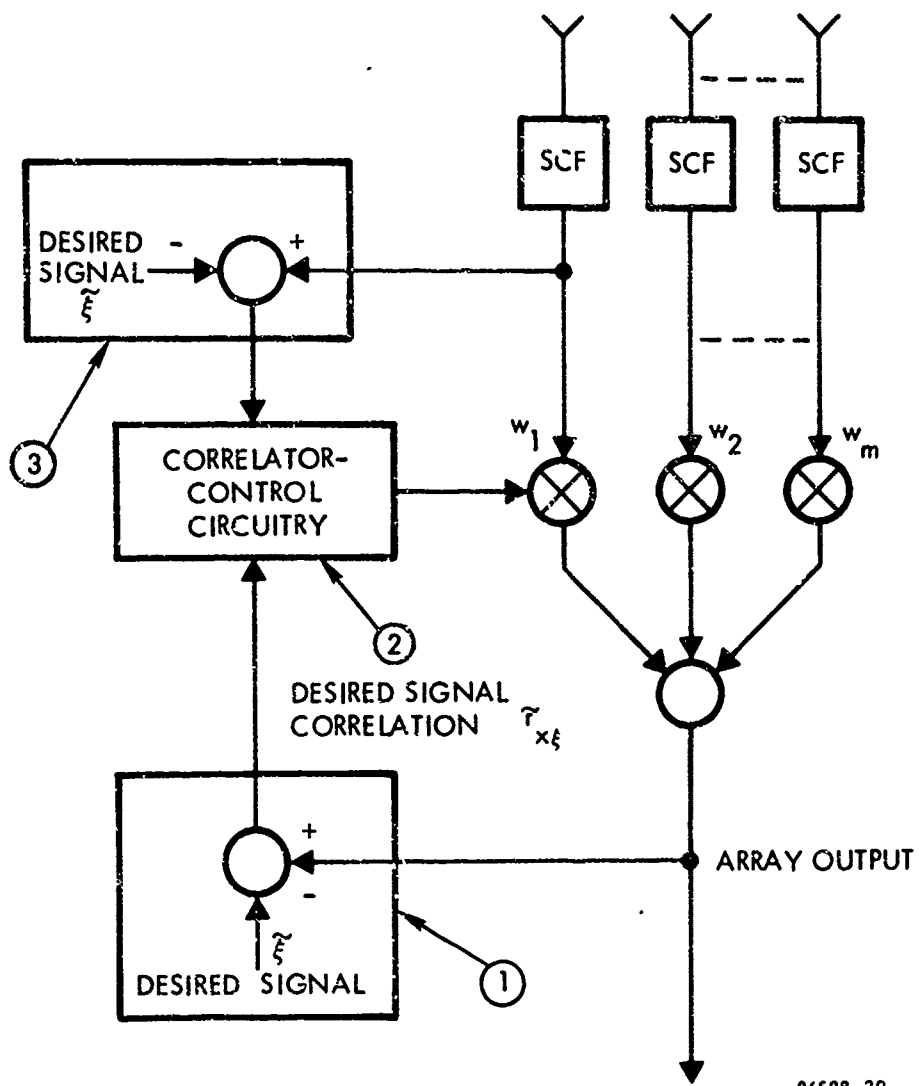 SCF SCF SCF
DESIRED
SIGNAL
ξ̃
- +
3
w1 w2 wm
CORRELATOR-
CONTROL
CIRCUITRY
2
DESIRED SIGNAL
CORRELATION r̃xξ
+
-
ARRAY OUTPUT
ξ̃
DESIRED SIGNAL
1